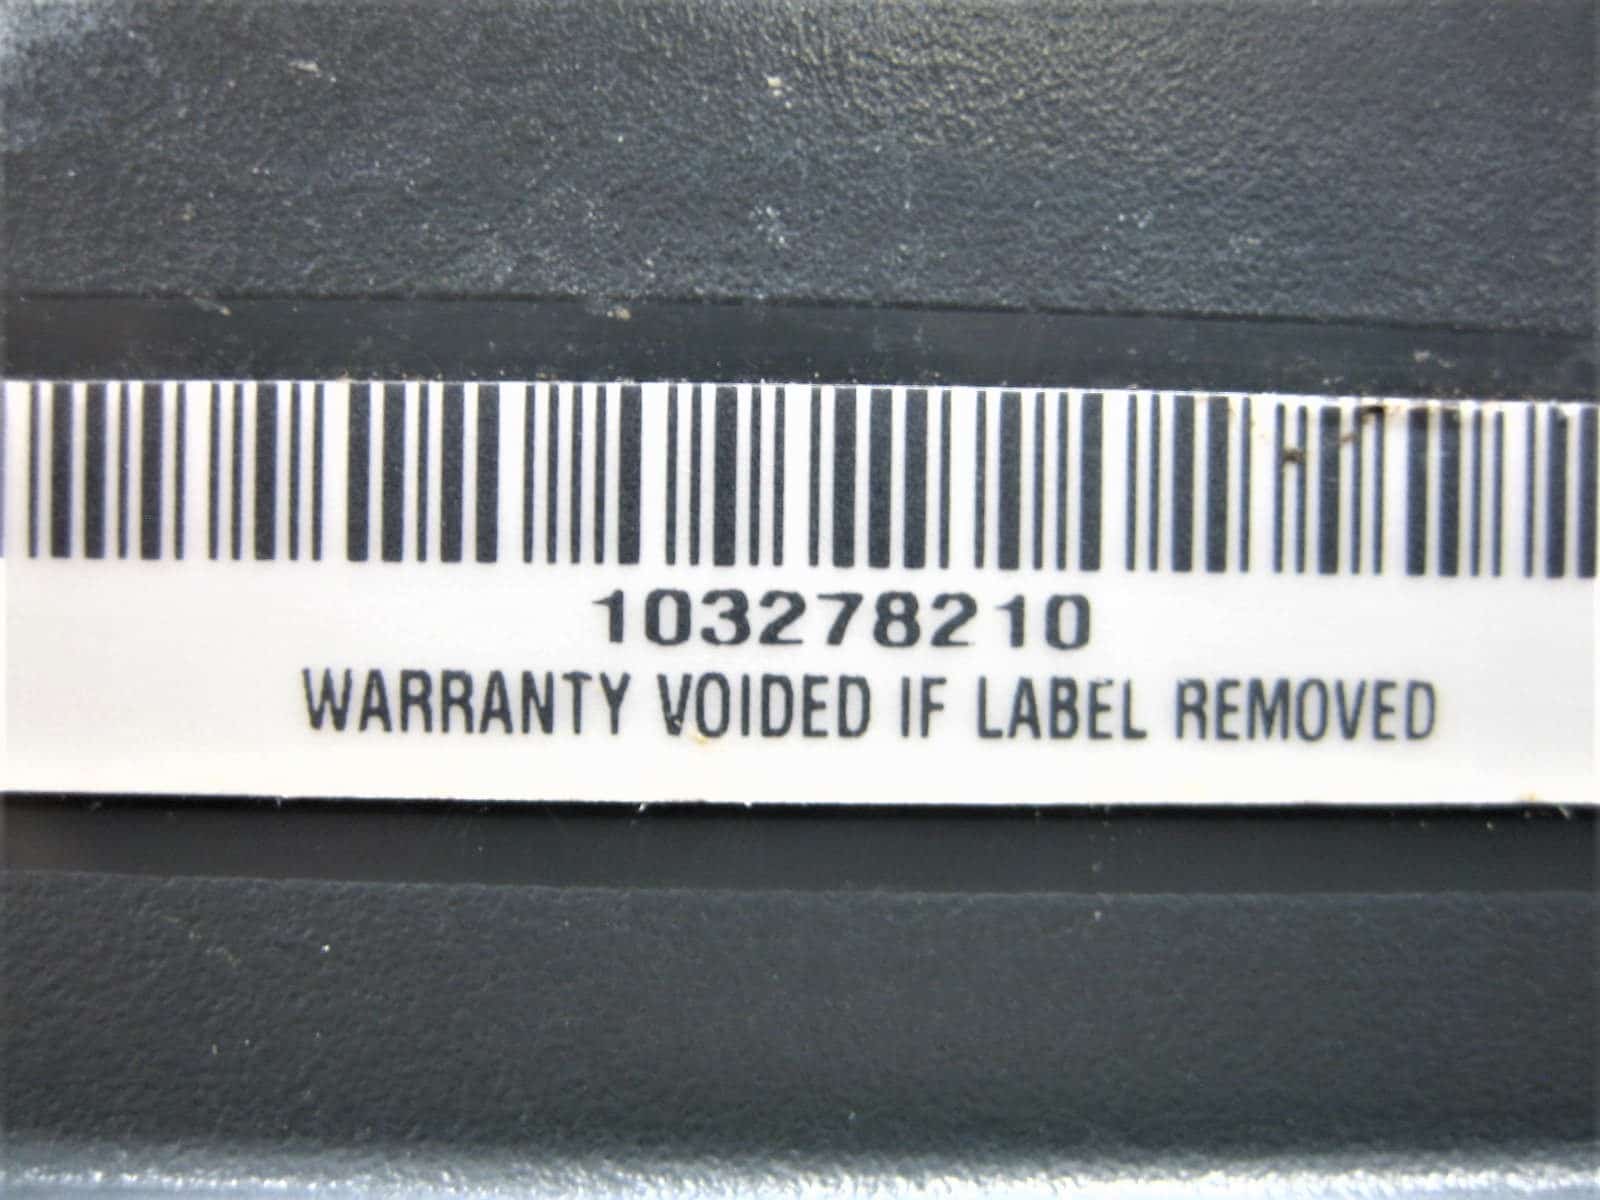 103278210
WARRANTY VOIDED IF LABEL REMOVED